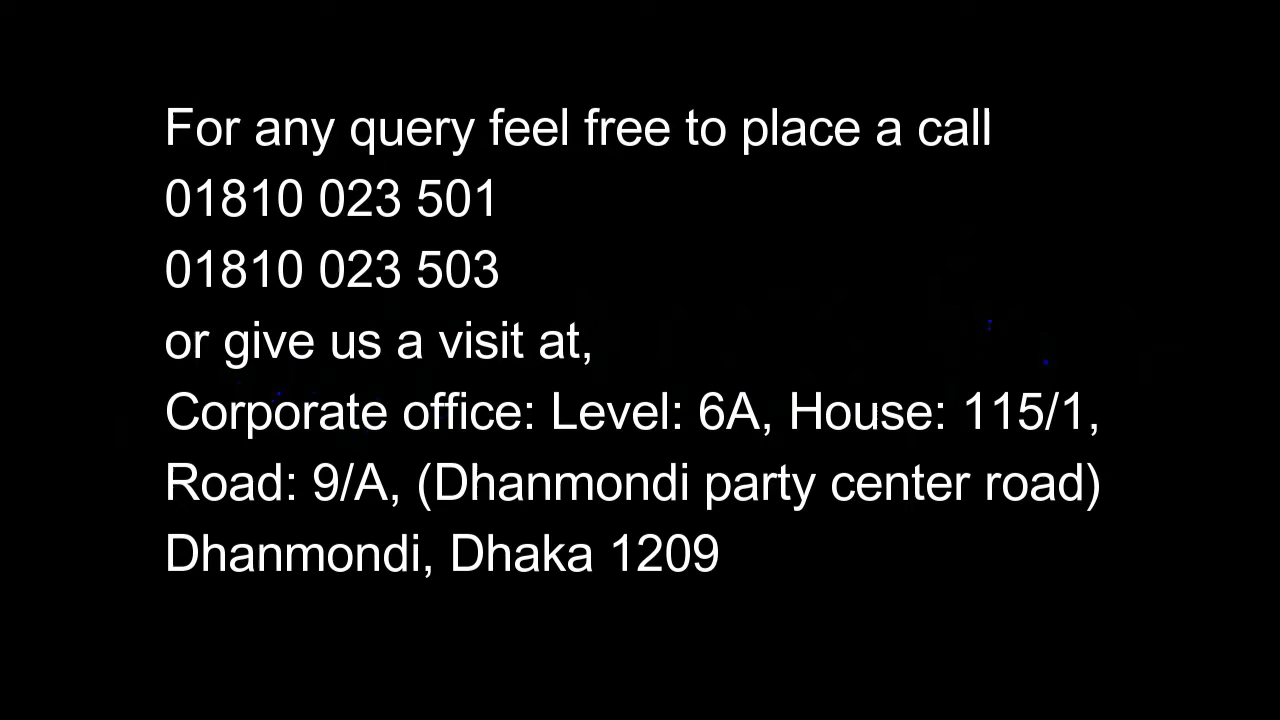 For any query feel free to place a call
01810 023 501
01810 023 503
or give us a visit at,
Corporate office: Level: 6A, House: 115/1,
Road: 9/A, (Dhanmondi party center road)
Dhanmondi, Dhaka 1209